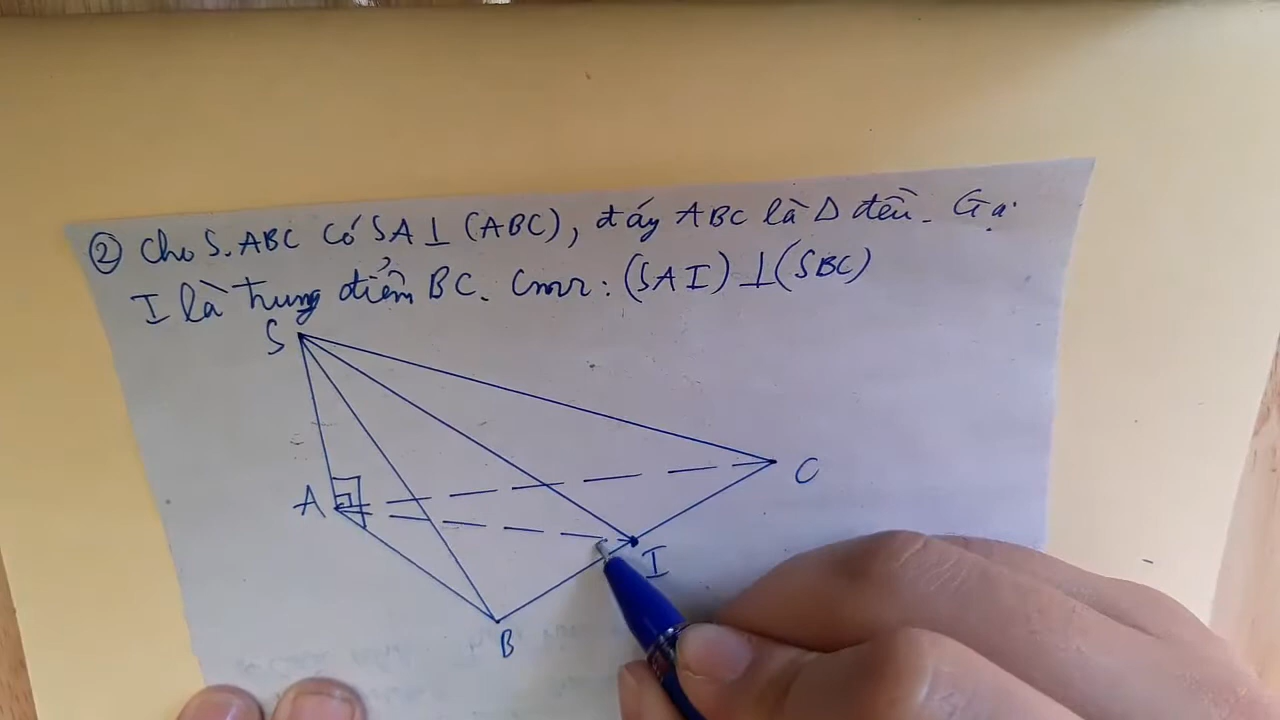 ② Cho S.ABC có SA⊥(ABC), đáy ABC là Δ đều. Gọi
I là trung điểm BC. Cmr: (SAI)⊥(SBC)
S
A
C
I
B